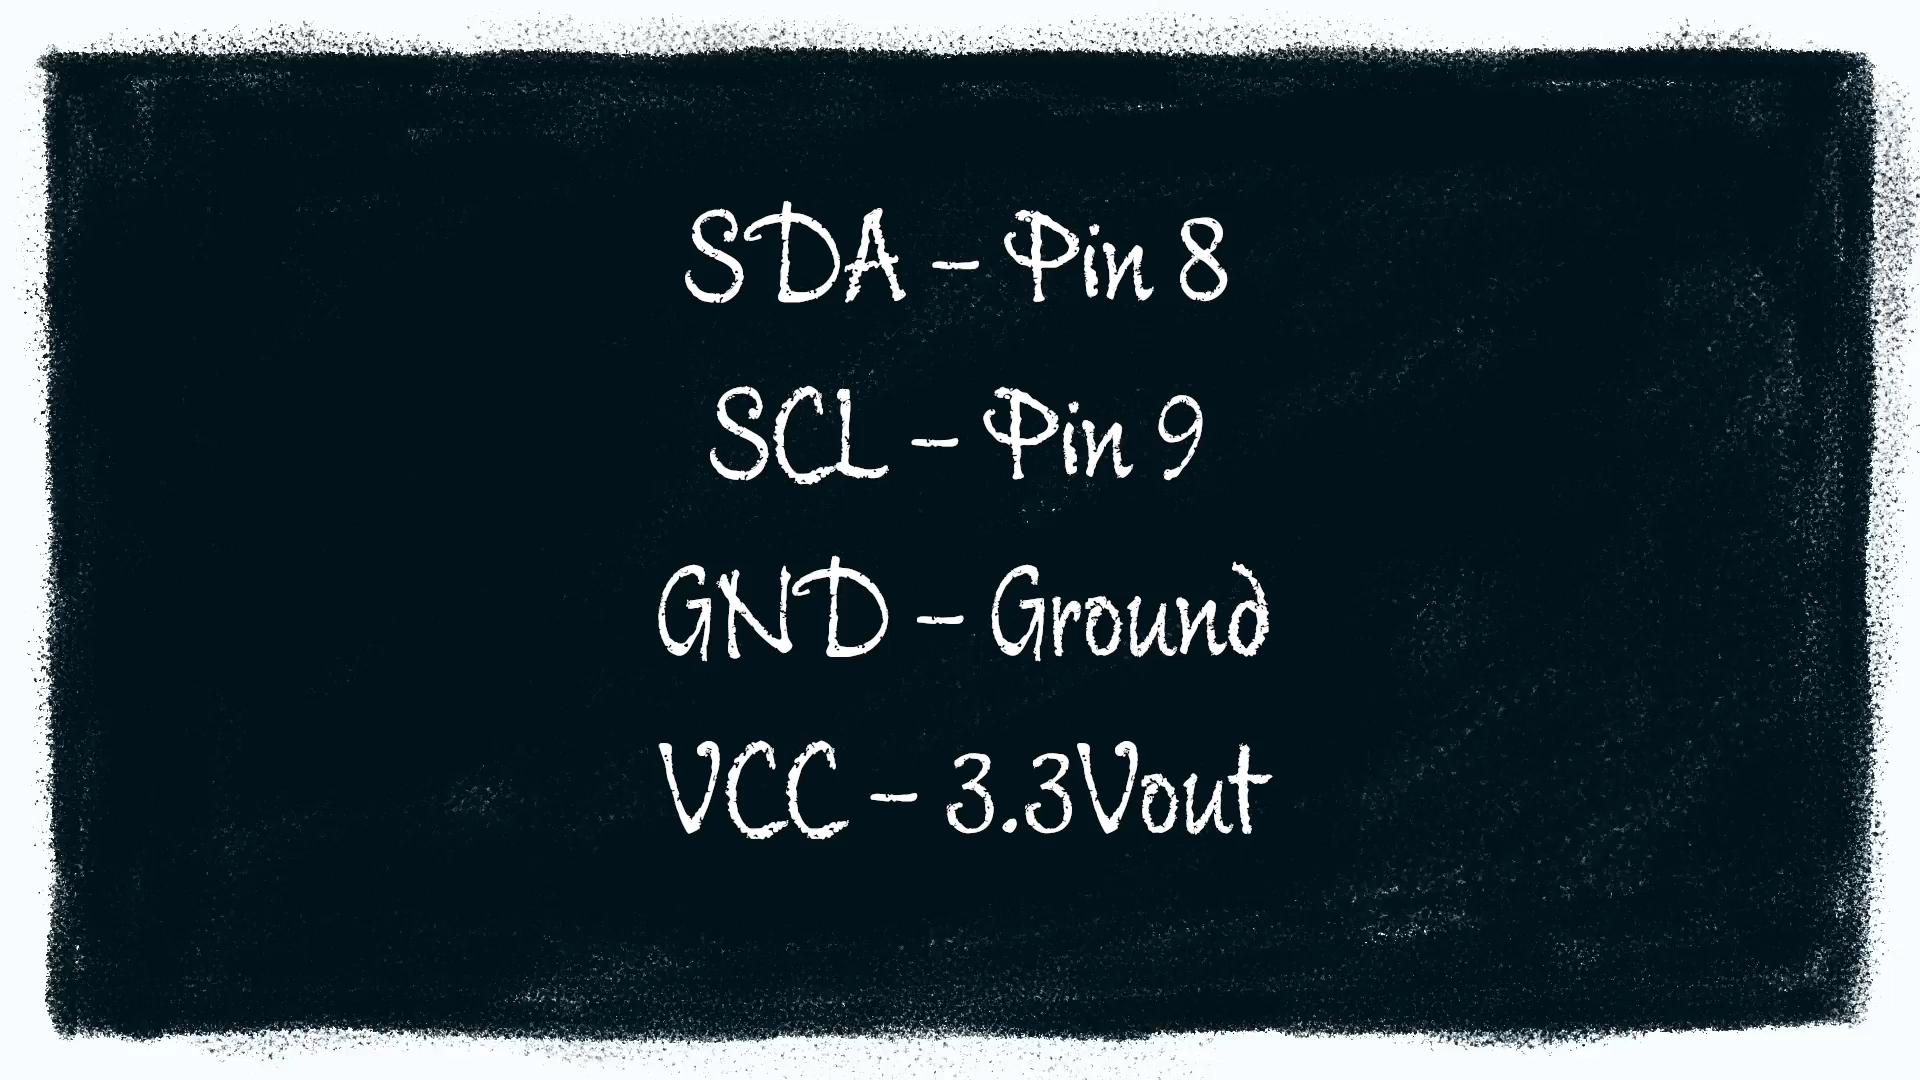 SDA - Pin 8
SCL - Pin 9
GND - Ground
VCC - 3.3Vout